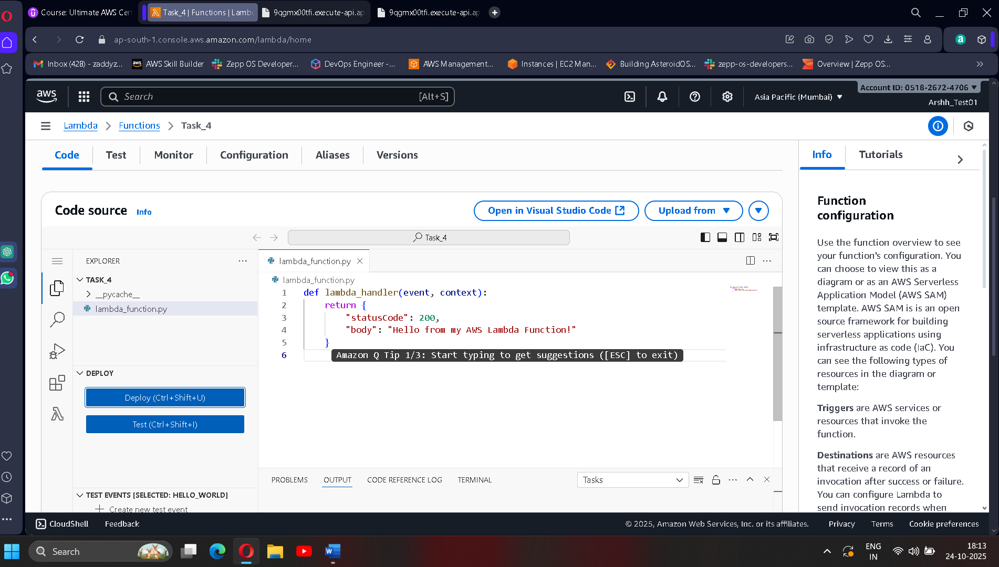 Course: Ultimate AWS Cert
Task_4 | Functions | Lambd
9qgmx00tfi.execute-api.ap
9qgmx00tfi.execute-api.ap
ap-south-1.console.aws.amazon.com/lambda/home
Inbox (428) - zaddyz...
AWS Skill Builder
Zepp OS Developer...
DevOps Engineer -...
AWS Management...
Instances | EC2 Man...
Building AsteroidOS...
zepp-os-developers...
Overview | Zepp OS...
aws
Search
[Alt+S]
Asia Pacific (Mumbai)
Account ID: 0518-2672-4706
Arshh_Test01
Lambda
Functions
Task_4
Code
Test
Monitor
Configuration
Aliases
Versions
Code source
Info
Open in Visual Studio Code
Upload from
Task_4
EXPLORER
TASK_4
__pycache__
lambda_function.py
DEPLOY
Deploy (Ctrl+Shift+U)
Test (Ctrl+Shift+I)
TEST EVENTS [SELECTED: HELLO_WORLD]
Create new test event
lambda_function.py
lambda_function.py
1 def lambda_handler(event, context):
2 return {
3 "statusCode": 200,
4 "body": "Hello from my AWS Lambda Function!"
5 }
6 Amazon Q Tip 1/3: Start typing to get suggestions ([ESC] to exit)
PROBLEMS
OUTPUT
CODE REFERENCE LOG
TERMINAL
Tasks
Info
Tutorials
Function
configuration
Use the function overview to see
your function's configuration. You
can choose to view this as a
diagram or as an AWS Serverless
Application Model (AWS SAM)
template. AWS SAM is is an open
source framework for building
serverless applications using
infrastructure as code (IaC). You
can see the following types of
resources in the diagram or
template:
Triggers are AWS services or
resources that invoke the
function.
Destinations are AWS resources
that receive a record of an
invocation after success or failure.
You can configure Lambda to
send invocation records when
CloudShell
Feedback
© 2025, Amazon Web Services, Inc. or its affiliates.
Privacy
Terms
Cookie preferences
Search
ENG
IN
18:13
24-10-2025